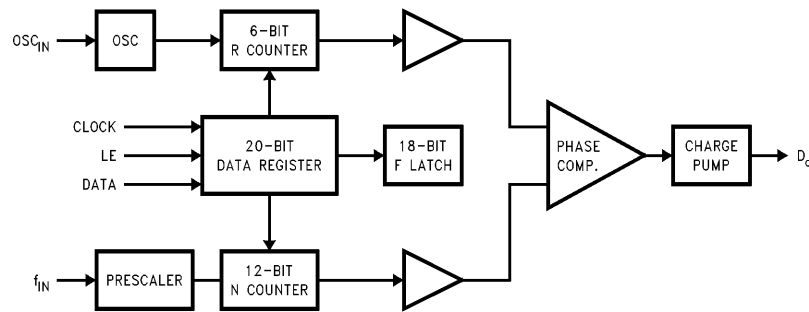 OSC_IN
OSC
6-BIT
R COUNTER
CLOCK
LE
DATA
20-BIT
DATA REGISTER
18-BIT
F LATCH
PHASE
COMP.
CHARGE
PUMP
D_o
f_IN
PRESCALER
12-BIT
N COUNTER